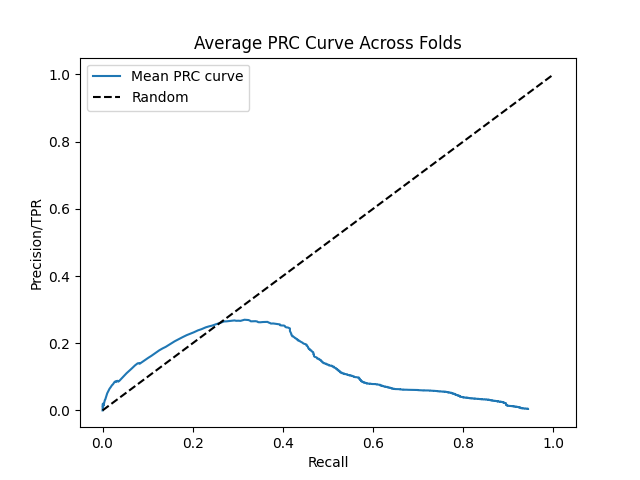 Average PRC Curve Across Folds
Mean PRC curve
Random
Precision/TPR
1.0
0.8
0.6
0.4
0.2
0.0
0.0 0.2 0.4 0.6 0.8 1.0
Recall